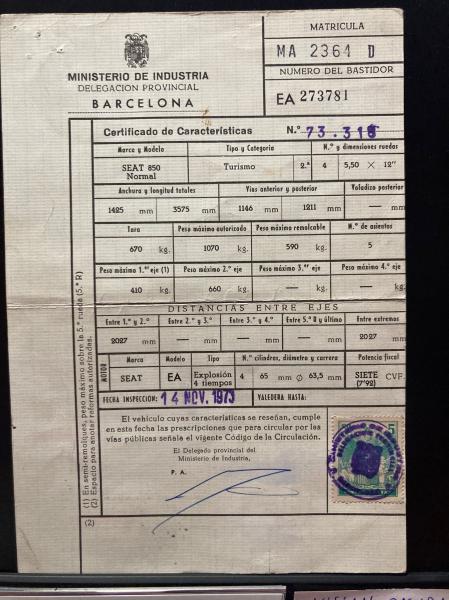 MINISTERIO DE INDUSTRIA
DELEGACION PROVINCIAL
BARCELONA
MATRICULA
MA 2364 D
NUMERO DEL BASTIDOR
EA 273781
Certificado de Características N.º 73.318
Marca y Modelo Tipo y Categoría N.º y dimensiones ruedas
SEAT 850 Normal Turismo 2.ª 4 5,50 × 12"
Anchura y longitud totales Vías anterior y posterior Voladizo posterior
1425 mm 3575 mm 1146 mm 1211 mm — mm
Tara Peso máximo autorizado Peso máximo remolcable N.º de asientos
670 kg. 1070 kg. 590 kg. 5
Peso máximo 1.er eje (1) Peso máximo 2.º eje Peso máximo 3.er eje Peso máximo 4.º eje
410 kg. 660 kg. — kg. — kg.
DISTANCIAS ENTRE EJES
Entre 1.º y 2.º Entre 2.º y 3.º Entre 3.º y 4.º Entre 5.ª R y último Entre extremos
2027 mm — mm — mm — mm 2027 mm
MOTOR
Marca Modelo Tipo N.º cilindros, diámetro y carrera Potencia fiscal
SEAT EA Explosión 4 tiempos 4 65 mm Ø 63,5 mm SIETE (7'92) CVF.
FECHA INSPECCION: 14 NOV. 1973 VALEDERA HASTA:
El vehículo cuyas características se reseñan, cumple
en esta fecha las prescripciones que para circular por las
vías públicas señala el vigente Código de la Circulación.
El Delegado provincial del
Ministerio de Industria,
P. A.
(1) En semi-remolques, peso máximo sobre la 5.ª rueda (5.ª R)
(2) Espacio para anotar reformas autorizadas.
(2)
5